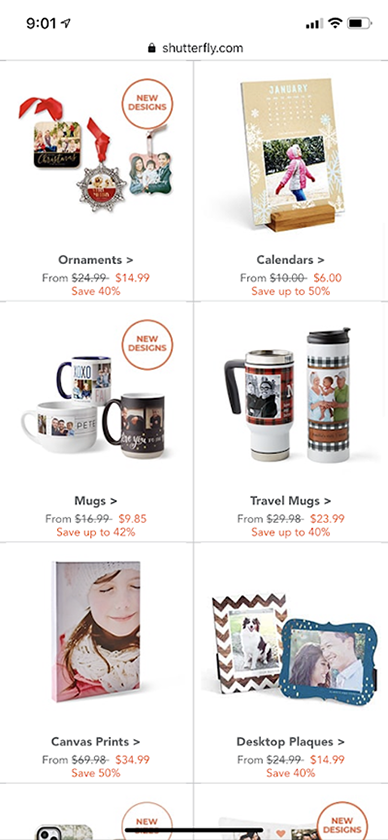 9:01
shutterfly.com
NEW
DESIGNS
Christmas
JANUARY
Ornaments >
Calendars >
From $24.99 $14.99
From $10.00 $6.00
Save 40%
Save up to 50%
NEW
DESIGNS
XOXO
PETE
Mugs >
Travel Mugs >
From $16.99 $9.85
From $29.98 $23.99
Save up to 42%
Save up to 40%
Canvas Prints >
Desktop Plaques >
From $69.98 $34.99
From $24.99 $14.99
Save 50%
Save 40%
NEW
NEW
DESIGNS